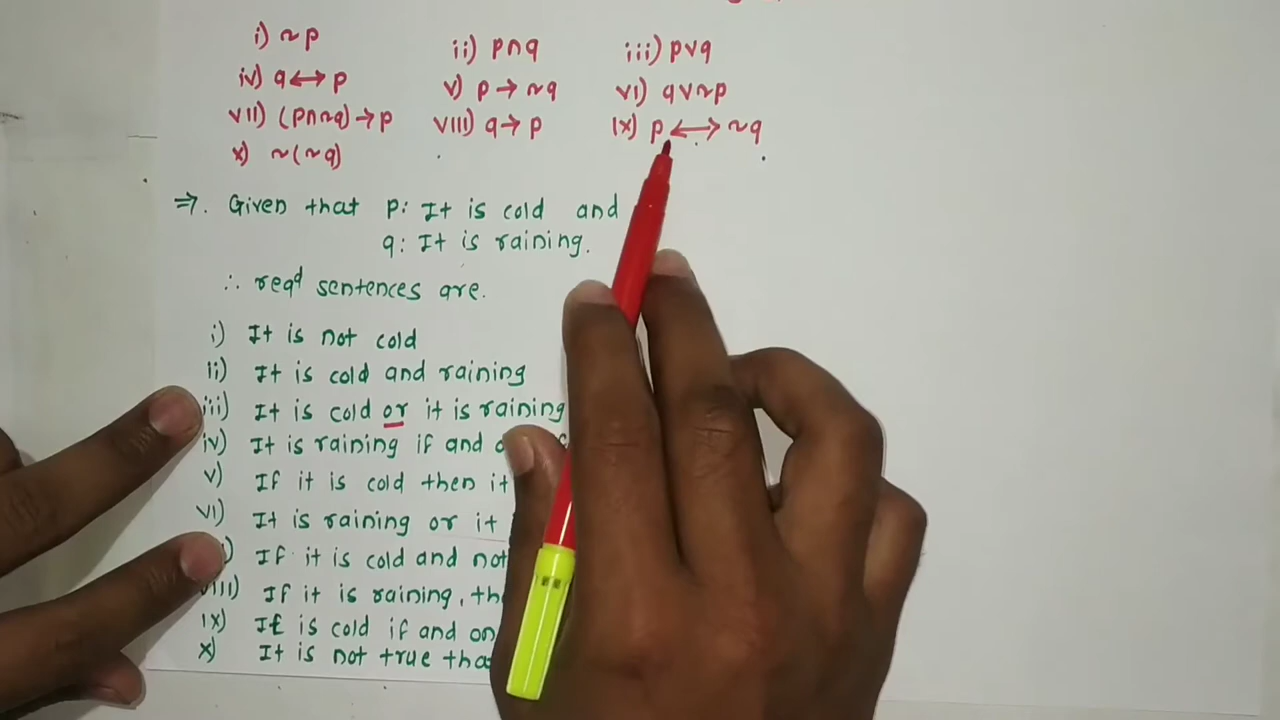 i) ~p ii) p∩q iii) p∨q
iv) q ↔ p v) p → ~q vi) q∨~p
vii) (p∩~q) → p viii) q → p ix) p ↔ ~q
x) ~(~q)
⇒. Given that p: It is cold and
q: It is raining.
∴ reqd sentences are.
i) It is not cold
ii) It is cold and raining
iii) It is cold or it is raining
iv) It is raining if and
v) If it is cold then it
vi) It is raining or it
If it is cold and not
viii) If it is raining,
ix) It is cold if and
x) It is not true